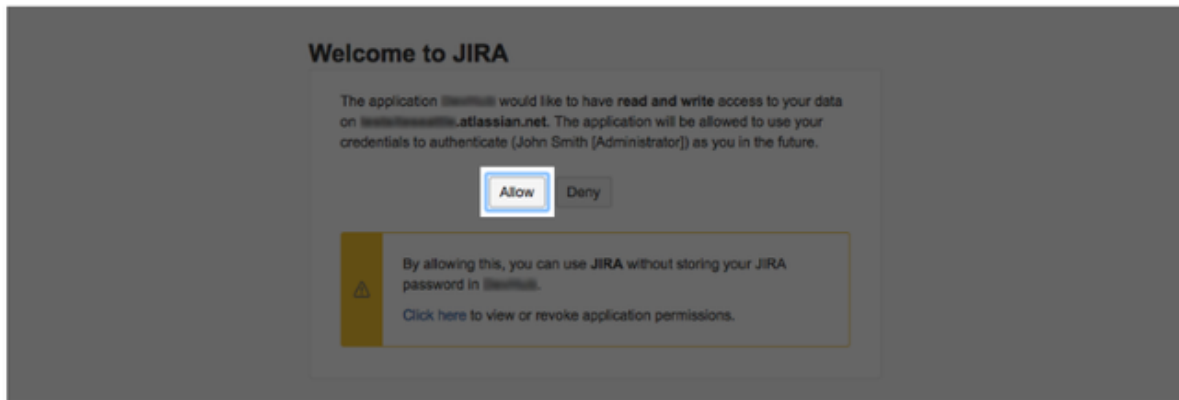 Welcome to JIRA
The application would like to have read and write access to your data
on .atlassian.net. The application will be allowed to use your
credentials to authenticate (John Smith [Administrator]) as you in the future.
Allow Deny
By allowing this, you can use JIRA without storing your JIRA
password in .
Click here to view or revoke application permissions.